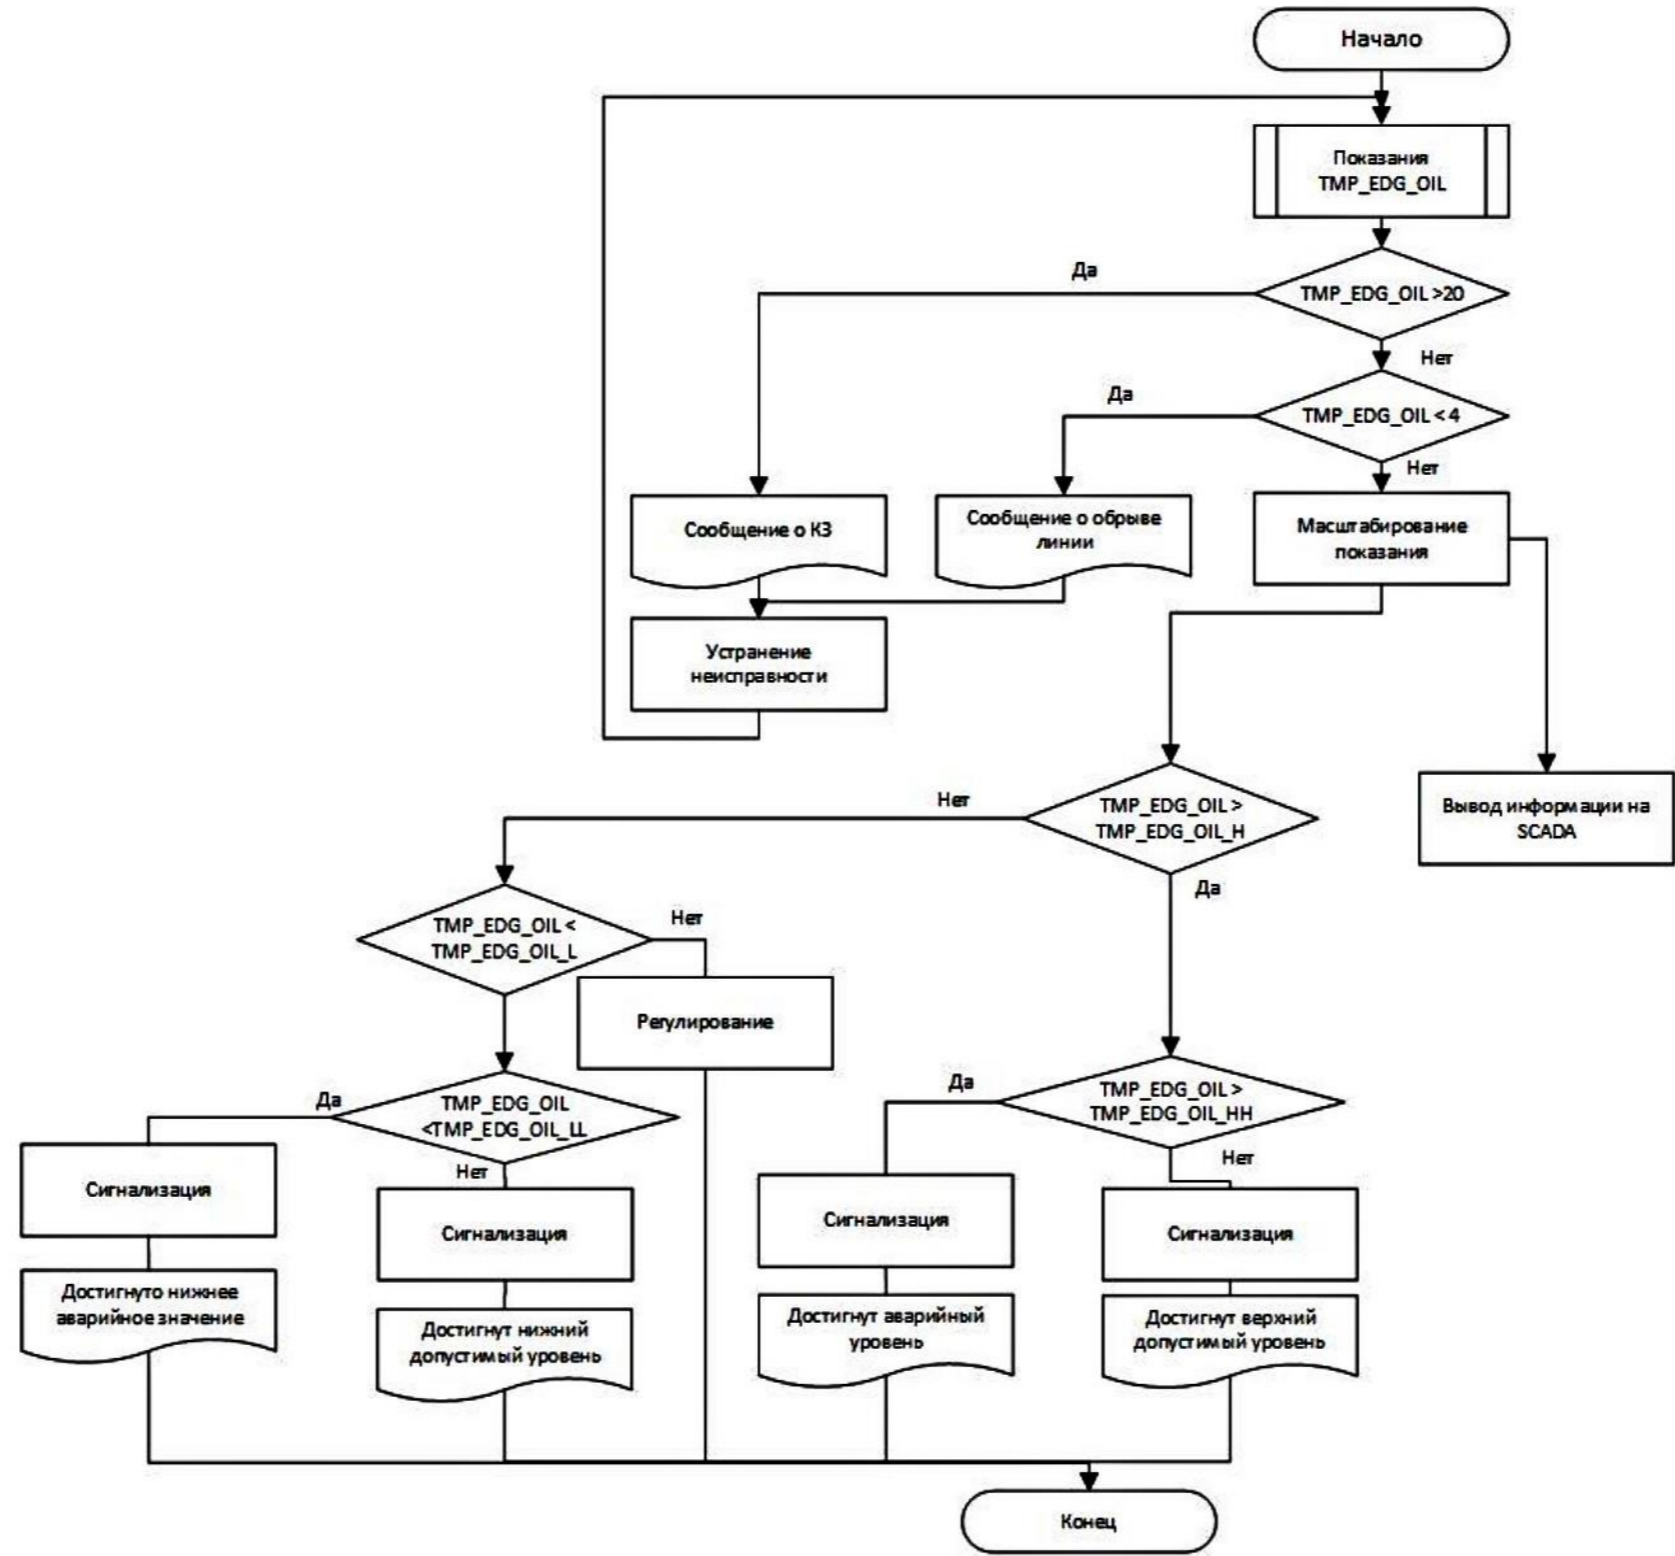 Начало
Показания
TMP_EDG_OIL
Да
TMP_EDG_OIL >20
Нет
Да
TMP_EDG_OIL < 4
Нет
Сообщение о КЗ
Сообщение о обрыве
линии
Масштабирование
показания
Устранение
неисправности
Нет
TMP_EDG_OIL >
TMP_EDG_OIL_H
Вывод информации на
SCADA
Да
TMP_EDG_OIL <
TMP_EDG_OIL_L
Нет
Регулирование
Да
TMP_EDG_OIL
<TMP_EDG_OIL_LL
Нет
Да
TMP_EDG_OIL >
TMP_EDG_OIL_HH
Нет
Сигнализация
Сигнализация
Сигнализация
Сигнализация
Достигнуто нижнее
аварийное значение
Достигнут нижний
допустимый уровень
Достигнут аварийный
уровень
Достигнут верхний
допустимый уровень
Конец